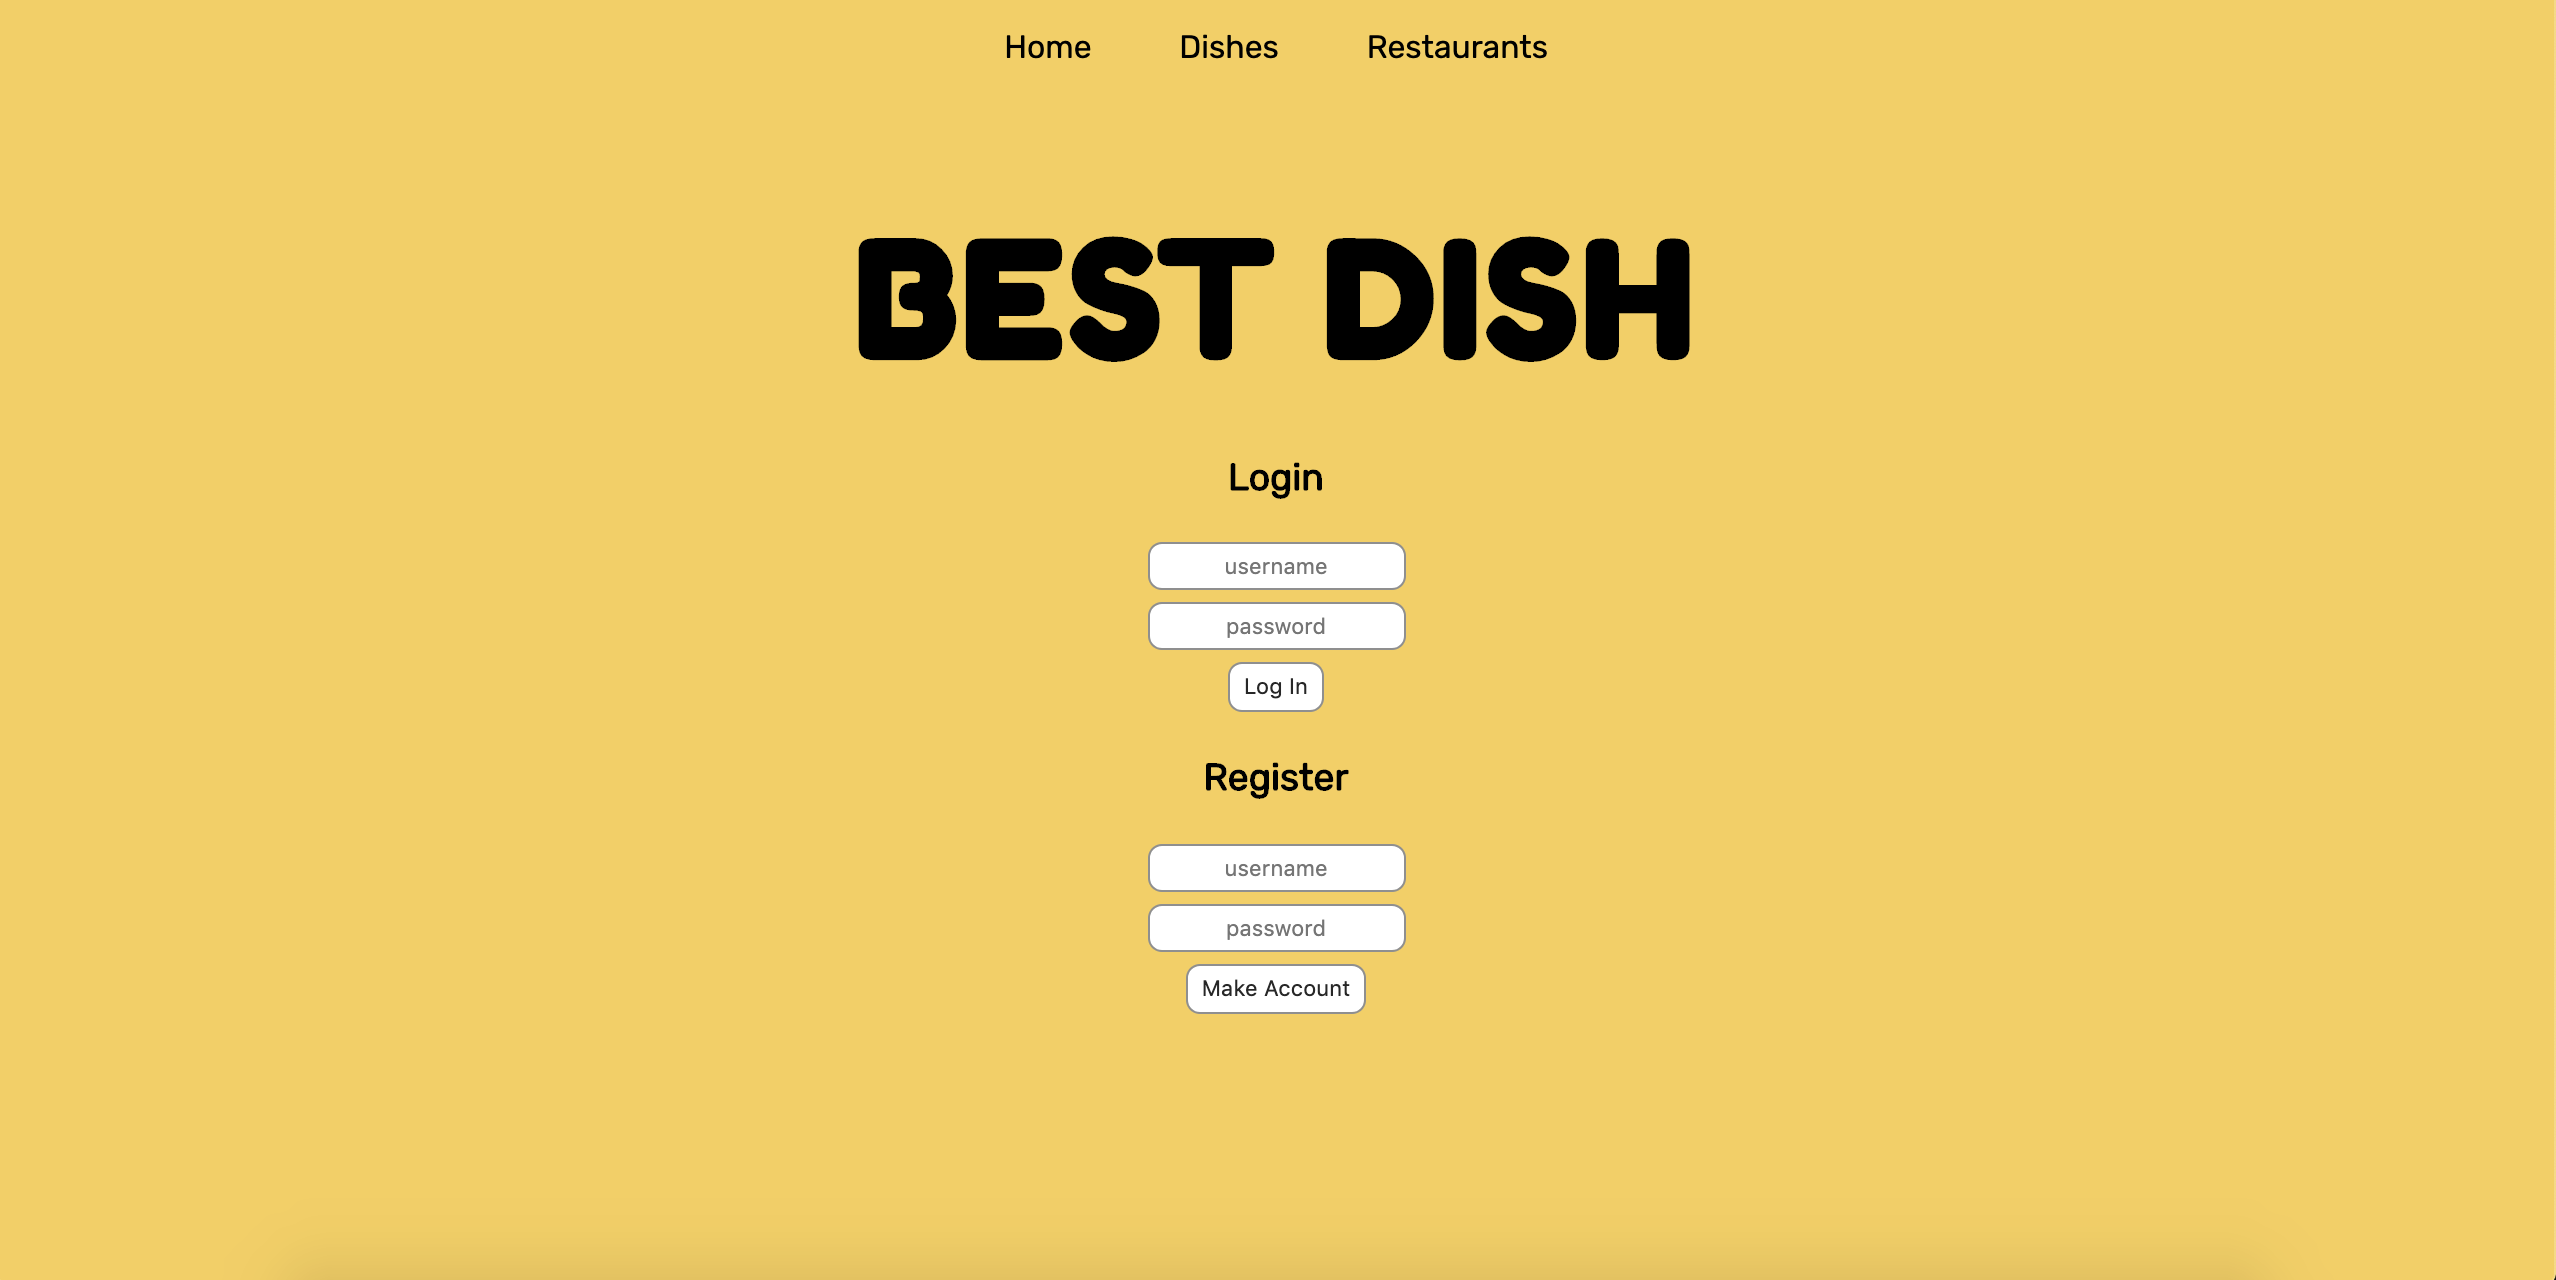 Home Dishes Restaurants
BEST DISH
Login
username
password
Log In
Register
username
password
Make Account